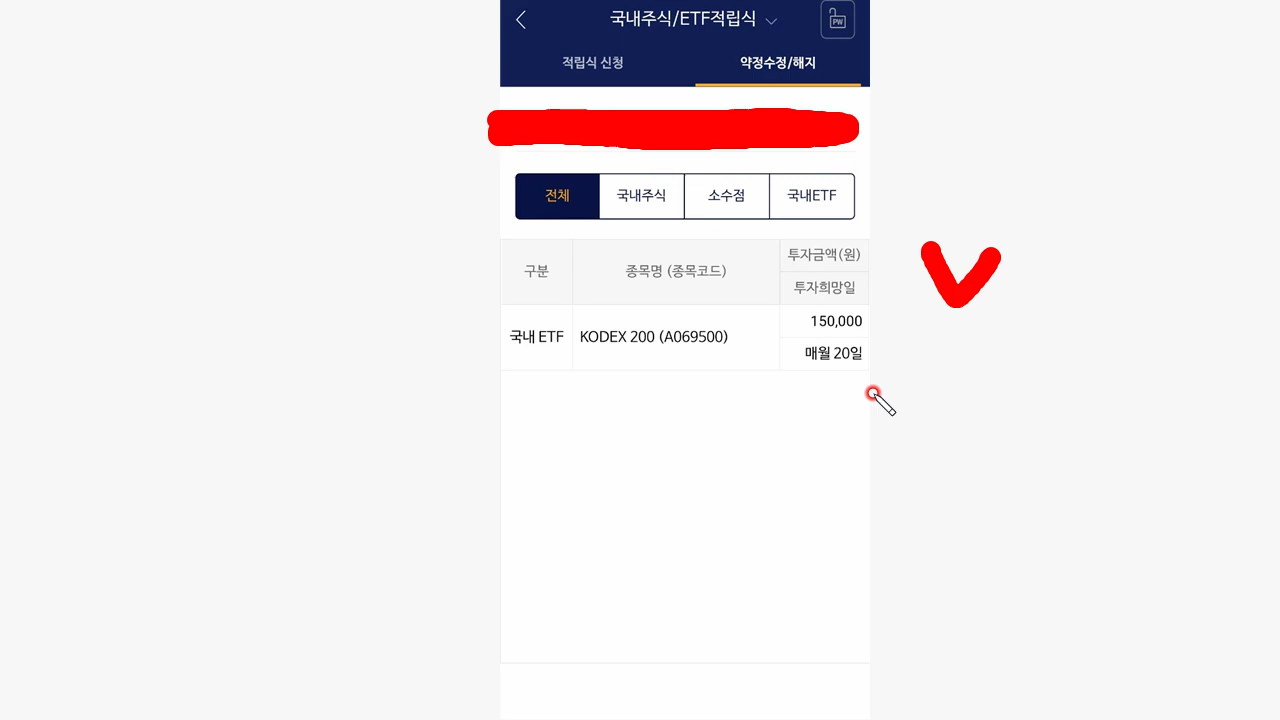 국내주식/ETF적립식
PW
적립식 신청
약정수정/해지
전체
국내주식
소수점
국내ETF
구분
종목명 (종목코드)
투자금액(원)
투자희망일
국내 ETF
KODEX 200 (A069500)
150,000
매월 20일